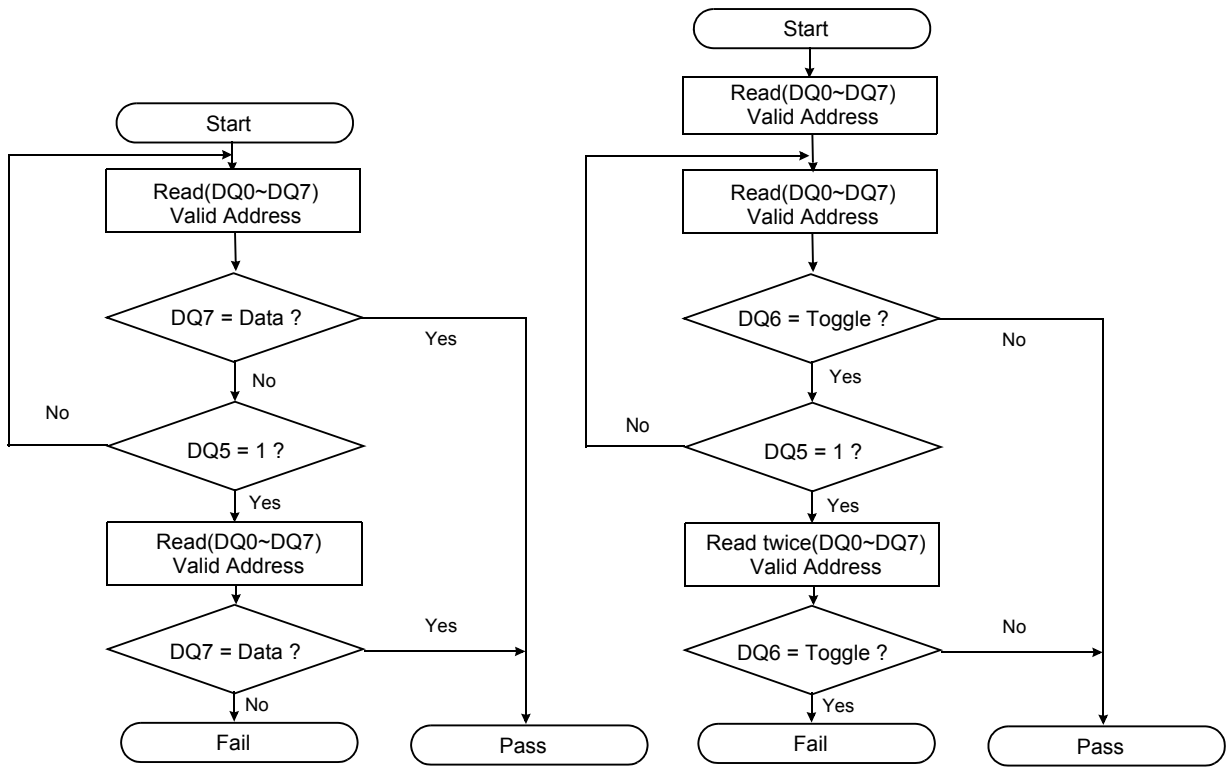 Start
Read(DQ0~DQ7)
Valid Address
DQ7 = Data ?
Yes
No
No
DQ5 = 1 ?
Yes
Read(DQ0~DQ7)
Valid Address
DQ7 = Data ?
Yes
No
Fail
Pass
Start
Read(DQ0~DQ7)
Valid Address
Read(DQ0~DQ7)
Valid Address
DQ6 = Toggle ?
No
Yes
No
DQ5 = 1 ?
Yes
Read twice(DQ0~DQ7)
Valid Address
DQ6 = Toggle ?
No
Yes
Fail
Pass